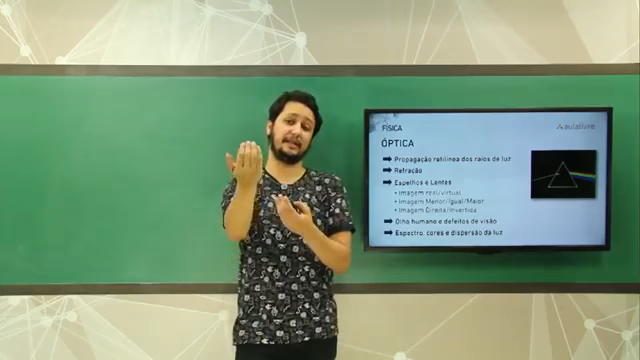 FÍSICA
aulalivre
ÓPTICA
Propagação retilínea dos raios de luz
Refração
Espelhos e Lentes
• Imagem real/virtual
• Imagem Menor/Igual/Maior
• Imagem Direita/Invertida
Olho humano e defeitos de visão
Espectro, cores e dispersão da luz